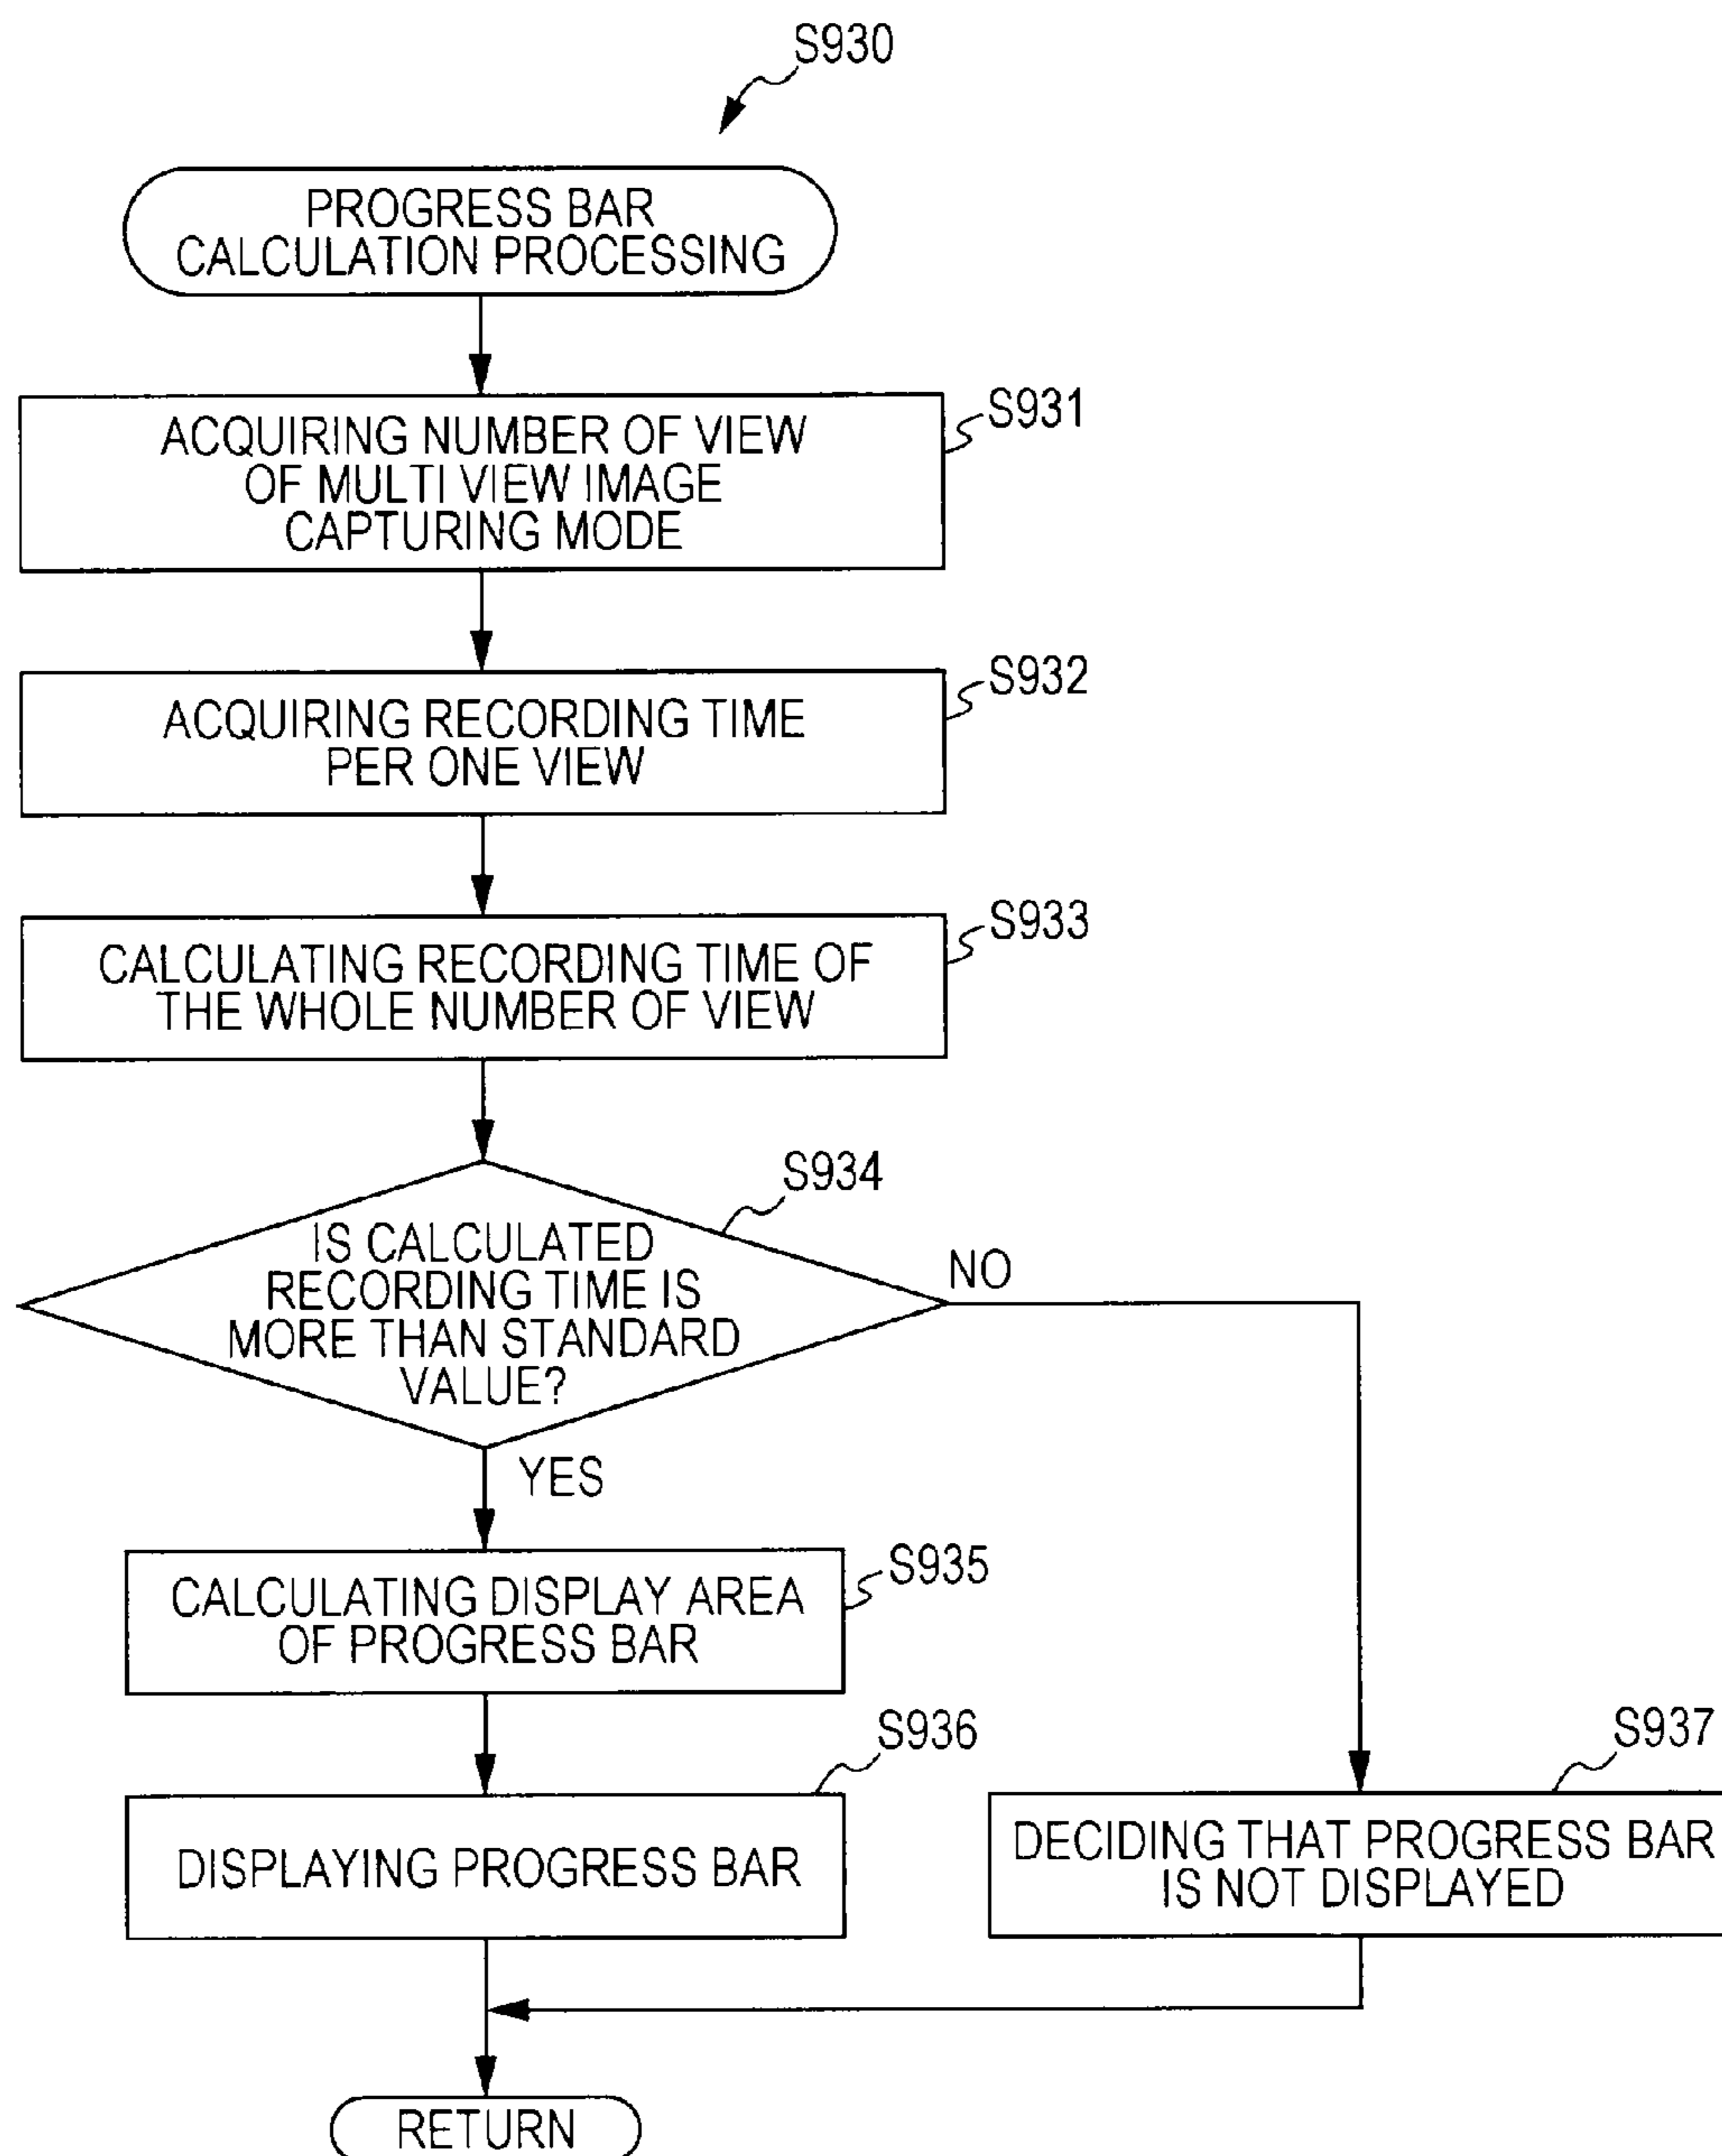 S930
PROGRESS BAR
CALCULATION PROCESSING
S931
ACQUIRING NUMBER OF VIEW
OF MULTI VIEW IMAGE
CAPTURING MODE
S932
ACQUIRING RECORDING TIME
PER ONE VIEW
S933
CALCULATING RECORDING TIME OF
THE WHOLE NUMBER OF VIEW
S934
IS CALCULATED
RECORDING TIME IS
MORE THAN STANDARD
VALUE?
NO
YES
S935
CALCULATING DISPLAY AREA
OF PROGRESS BAR
S936
DISPLAYING PROGRESS BAR
S937
DECIDING THAT PROGRESS BAR
IS NOT DISPLAYED
RETURN